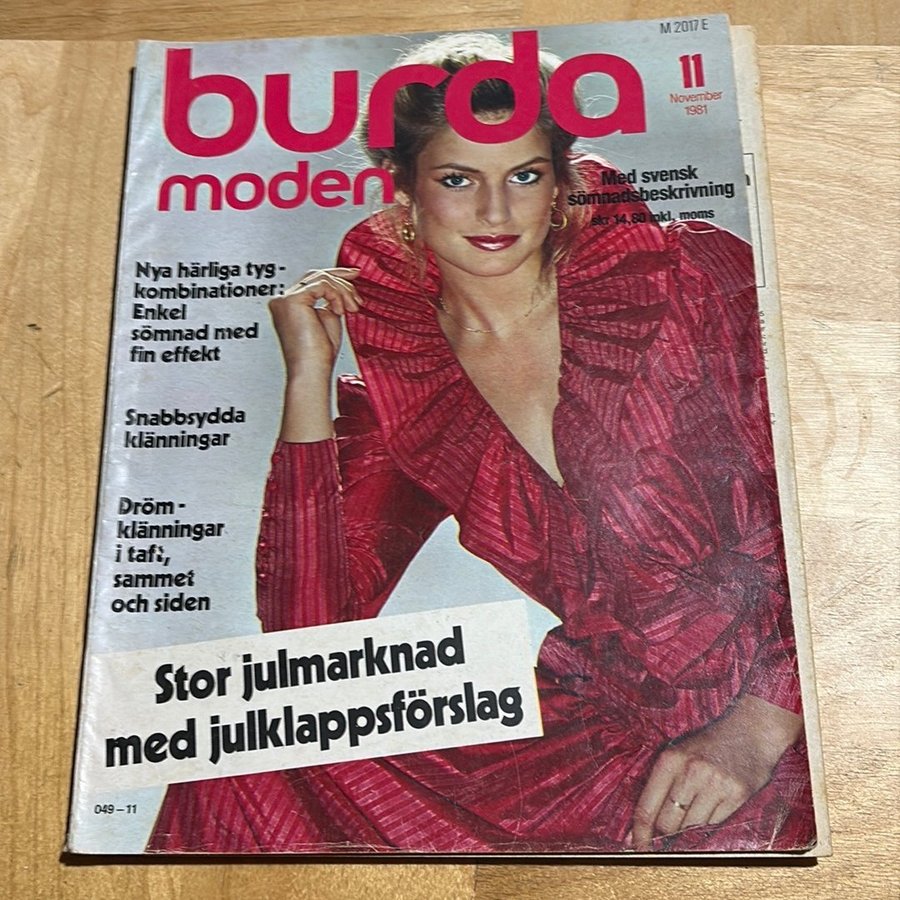 M 2017 E
burda
moden
11
November
1981
Med svensk
sömnadsbeskrivning
skr 14,80 inkl. moms
Nya härliga tyg-
kombinationer:
Enkel
sömnad med
fin effekt
Snabbsydda
klänningar
Dröm-
klänningar
i taft,
sammet
och siden
Stor julmarknad
med julklappsförslag
049-11